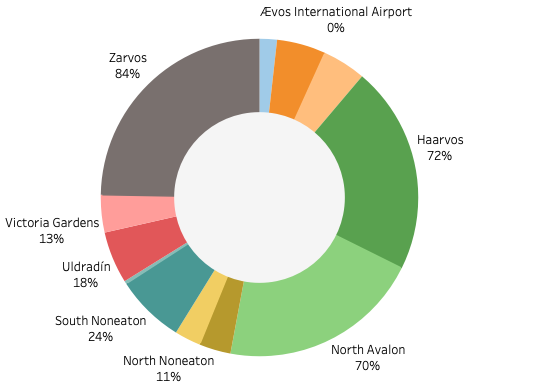 ÆVOS International Airport
0%
Haarvos
72%
North Avalon
70%
North Noneaton
11%
South Noneaton
24%
Uldradín
18%
Victoria Gardens
13%
Zarvos
84%